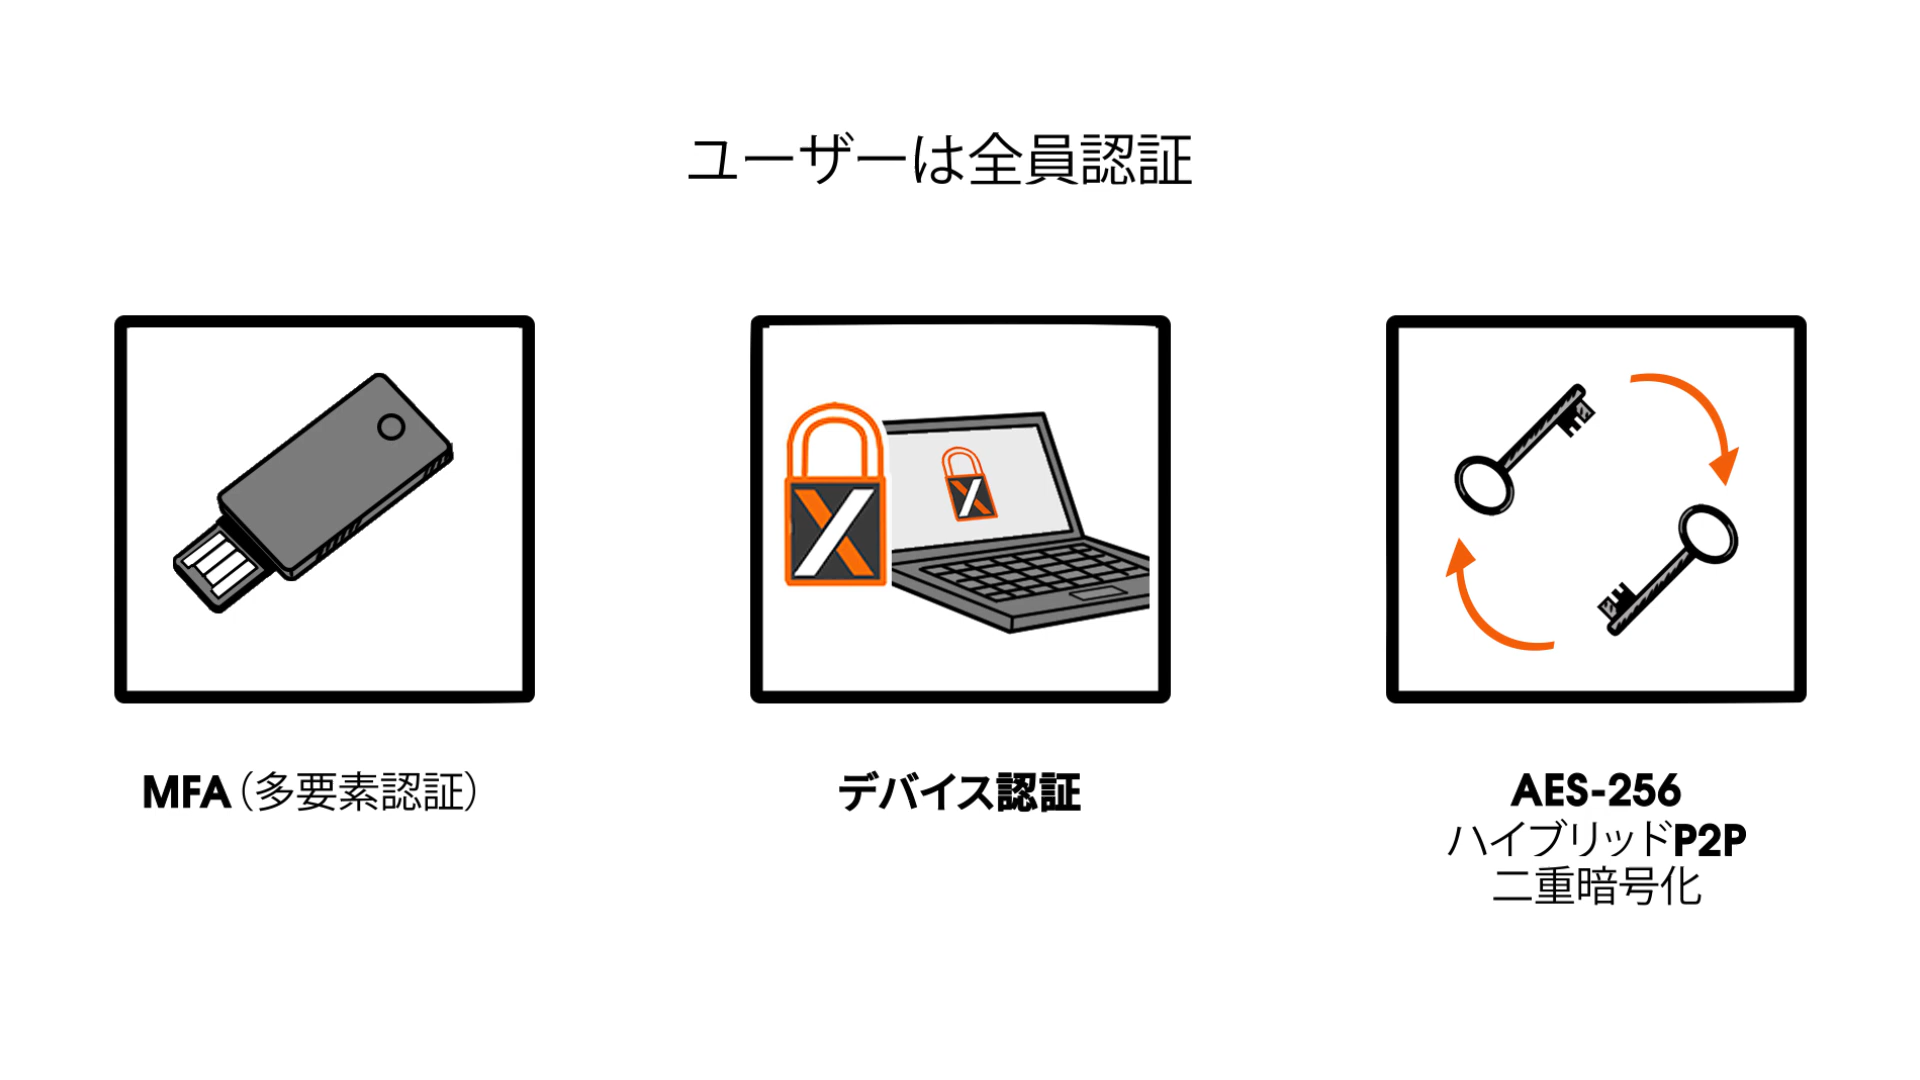 ユーザーは全員認証
MFA（多要素認証）
デバイス認証
AES-256
ハイブリッドP2P
二重暗号化